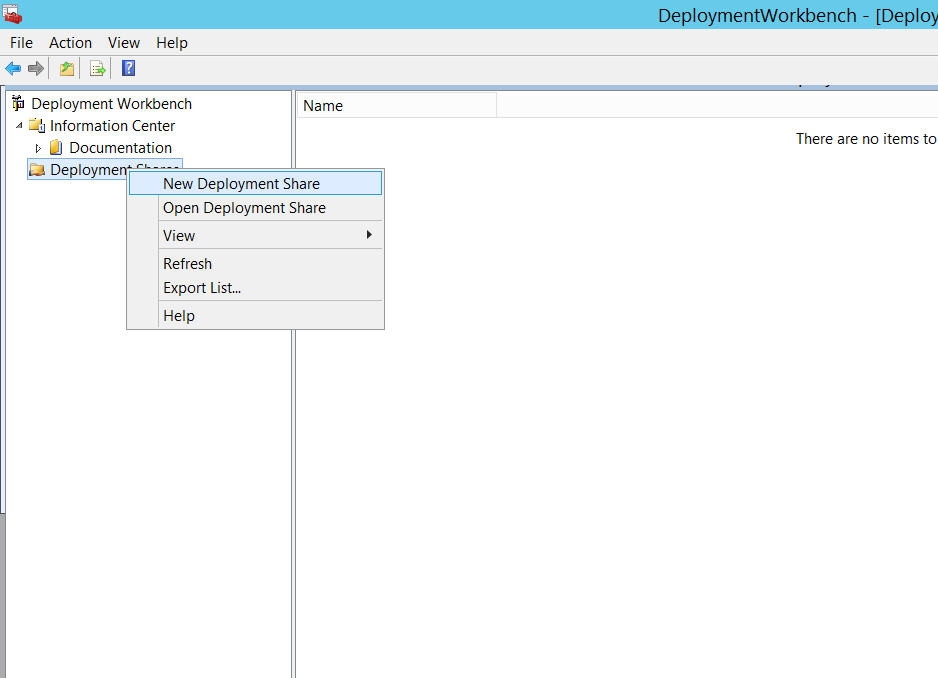 DeploymentWorkbench - [Deploy
File Action View Help
Deployment Workbench
Name
Information Center
There are no items to
Documentation
Deployment Shares
New Deployment Share
Open Deployment Share
View
Refresh
Export List...
Help